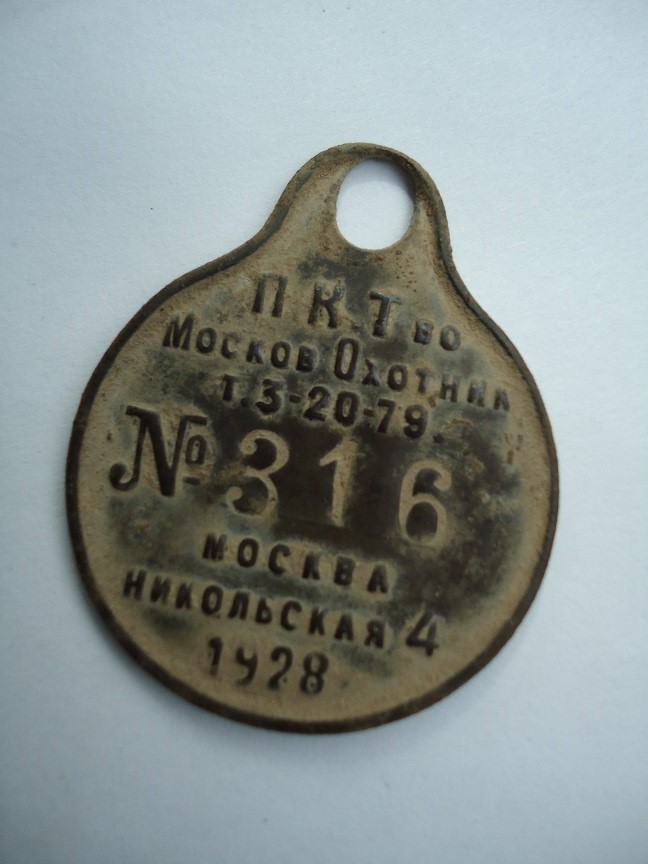 П К Т во
Москов Охотник
т. 3-20-79.
№ 316
МОСКВА
НИКОЛЬСКАЯ 4
1928